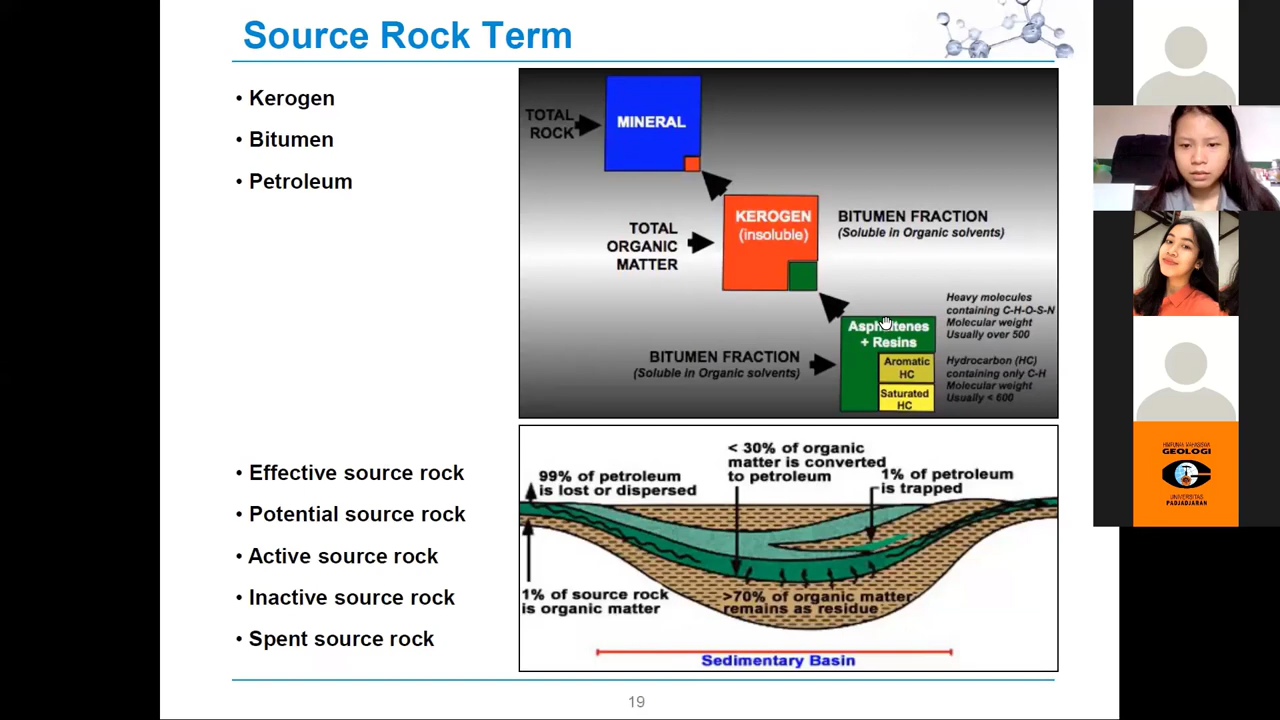 Source Rock Term
• Kerogen
• Bitumen
• Petroleum
TOTAL
ROCK
MINERAL
TOTAL
ORGANIC
MATTER
KEROGEN
(insoluble)
BITUMEN FRACTION
(Soluble in Organic solvents)
BITUMEN FRACTION
(Soluble in Organic solvents)
+ Resins
Aromatic
HC
Saturated
HC
Heavy molecules
containing C-H-O-S-N
Molecular weight
Usually over 500
Hydrocarbon (HC)
containing only C-H
Molecular weight
Usually < 600
• Effective source rock
• Potential source rock
• Active source rock
• Inactive source rock
• Spent source rock
99% of petroleum
is lost or dispersed
< 30% of organic
matter is converted
to petroleum
1% of petroleum
is trapped
1% of source rock
is organic matter
>70% of organic matter
remains as residue
Sedimentary Basin
19
HIMPUNAN MAHASISWA
GEOLOGI
UNIVERSITAS
PADJADJARAN